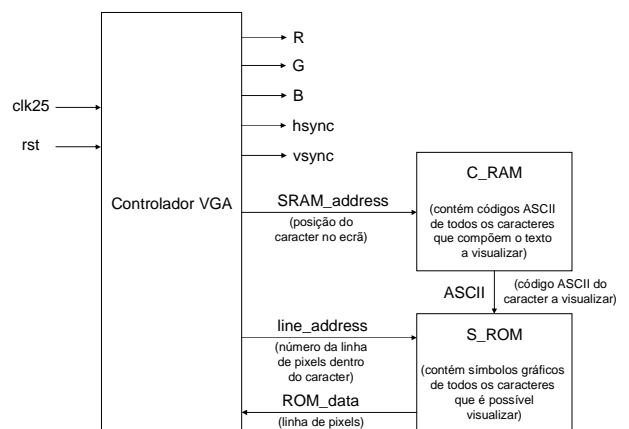 R
G
B
hsync
vsync
clk25
rst
Controlador VGA
SRAM_address
(posição do
caracter no ecrã)
C_RAM
(contém códigos ASCII
de todos os caracteres
que compõem o texto
a visualizar)
ASCII
(código ASCII do
caracter a visualizar)
line_address
(número da linha
de pixels dentro
do caracter)
S_ROM
(contém símbolos gráficos
de todos os caracteres
que é possível
visualizar)
ROM_data
(linha de pixels)